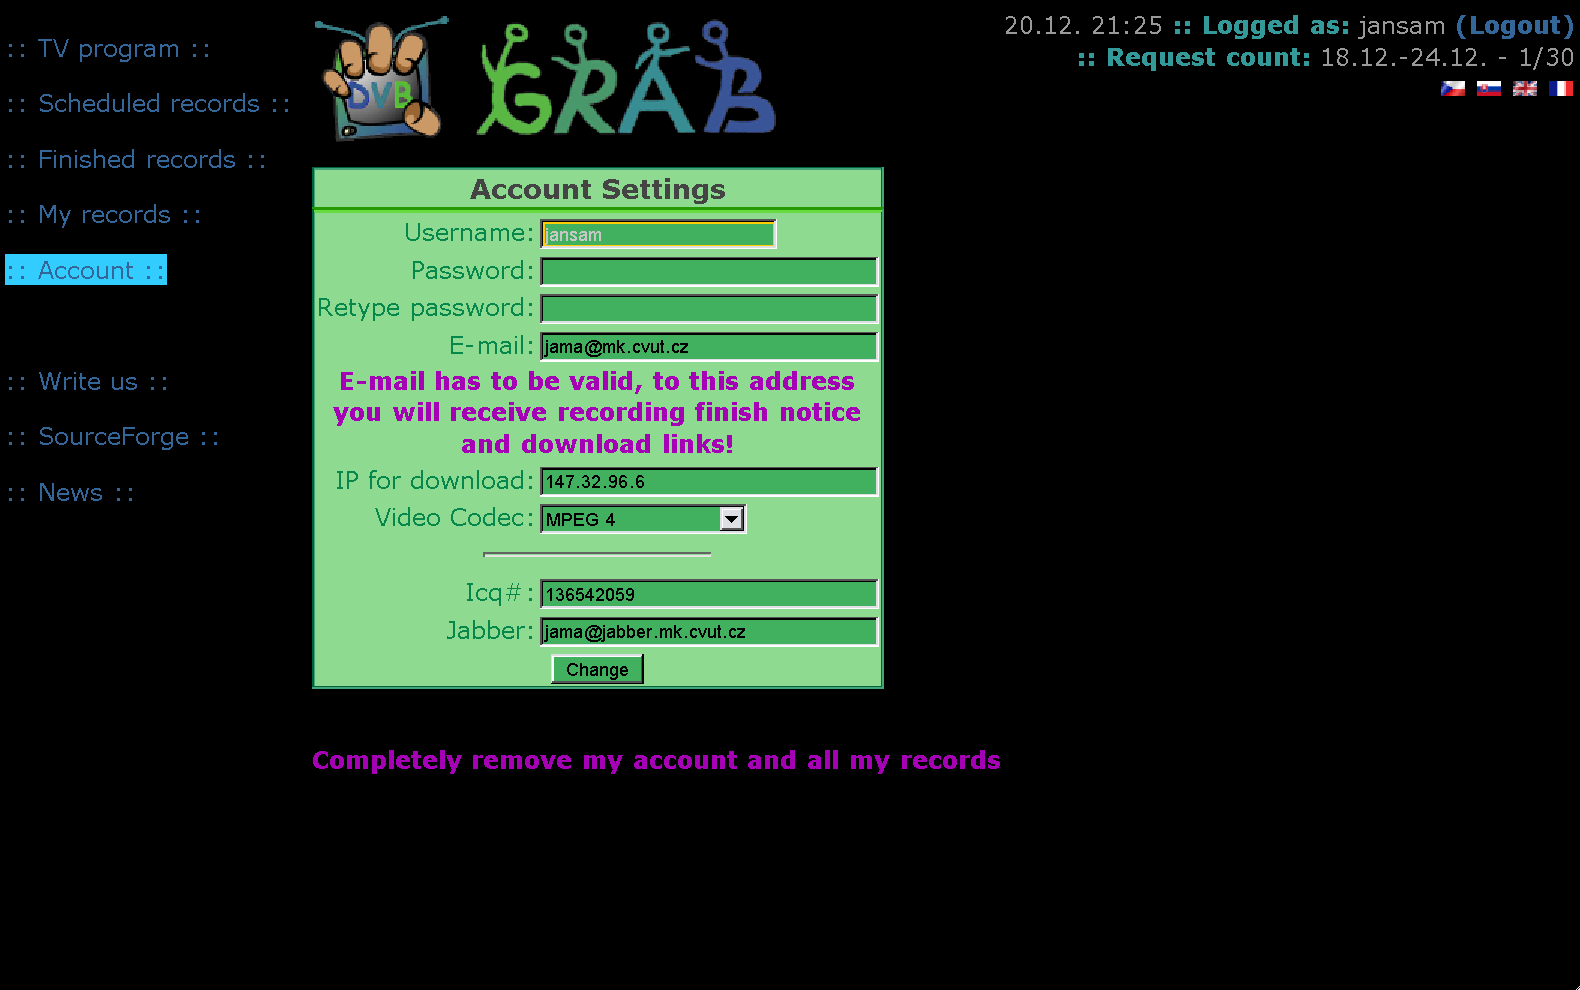 :: TV program ::
:: Scheduled records ::
:: Finished records ::
:: My records ::
:: Account ::
:: Write us ::
:: SourceForge ::
:: News ::
DVB
GRAB
20.12. 21:25 :: Logged as: jansam (Logout)
:: Request count: 18.12.-24.12. - 1/30
Account Settings
Username: jansam
Password:
Retype password:
E-mail: jama@mk.cvut.cz
E-mail has to be valid, to this address
you will receive recording finish notice
and download links!
IP for download: 147.32.96.6
Video Codec: MPEG 4
Icq#: 136542059
Jabber: jama@jabber.mk.cvut.cz
Change
Completely remove my account and all my records